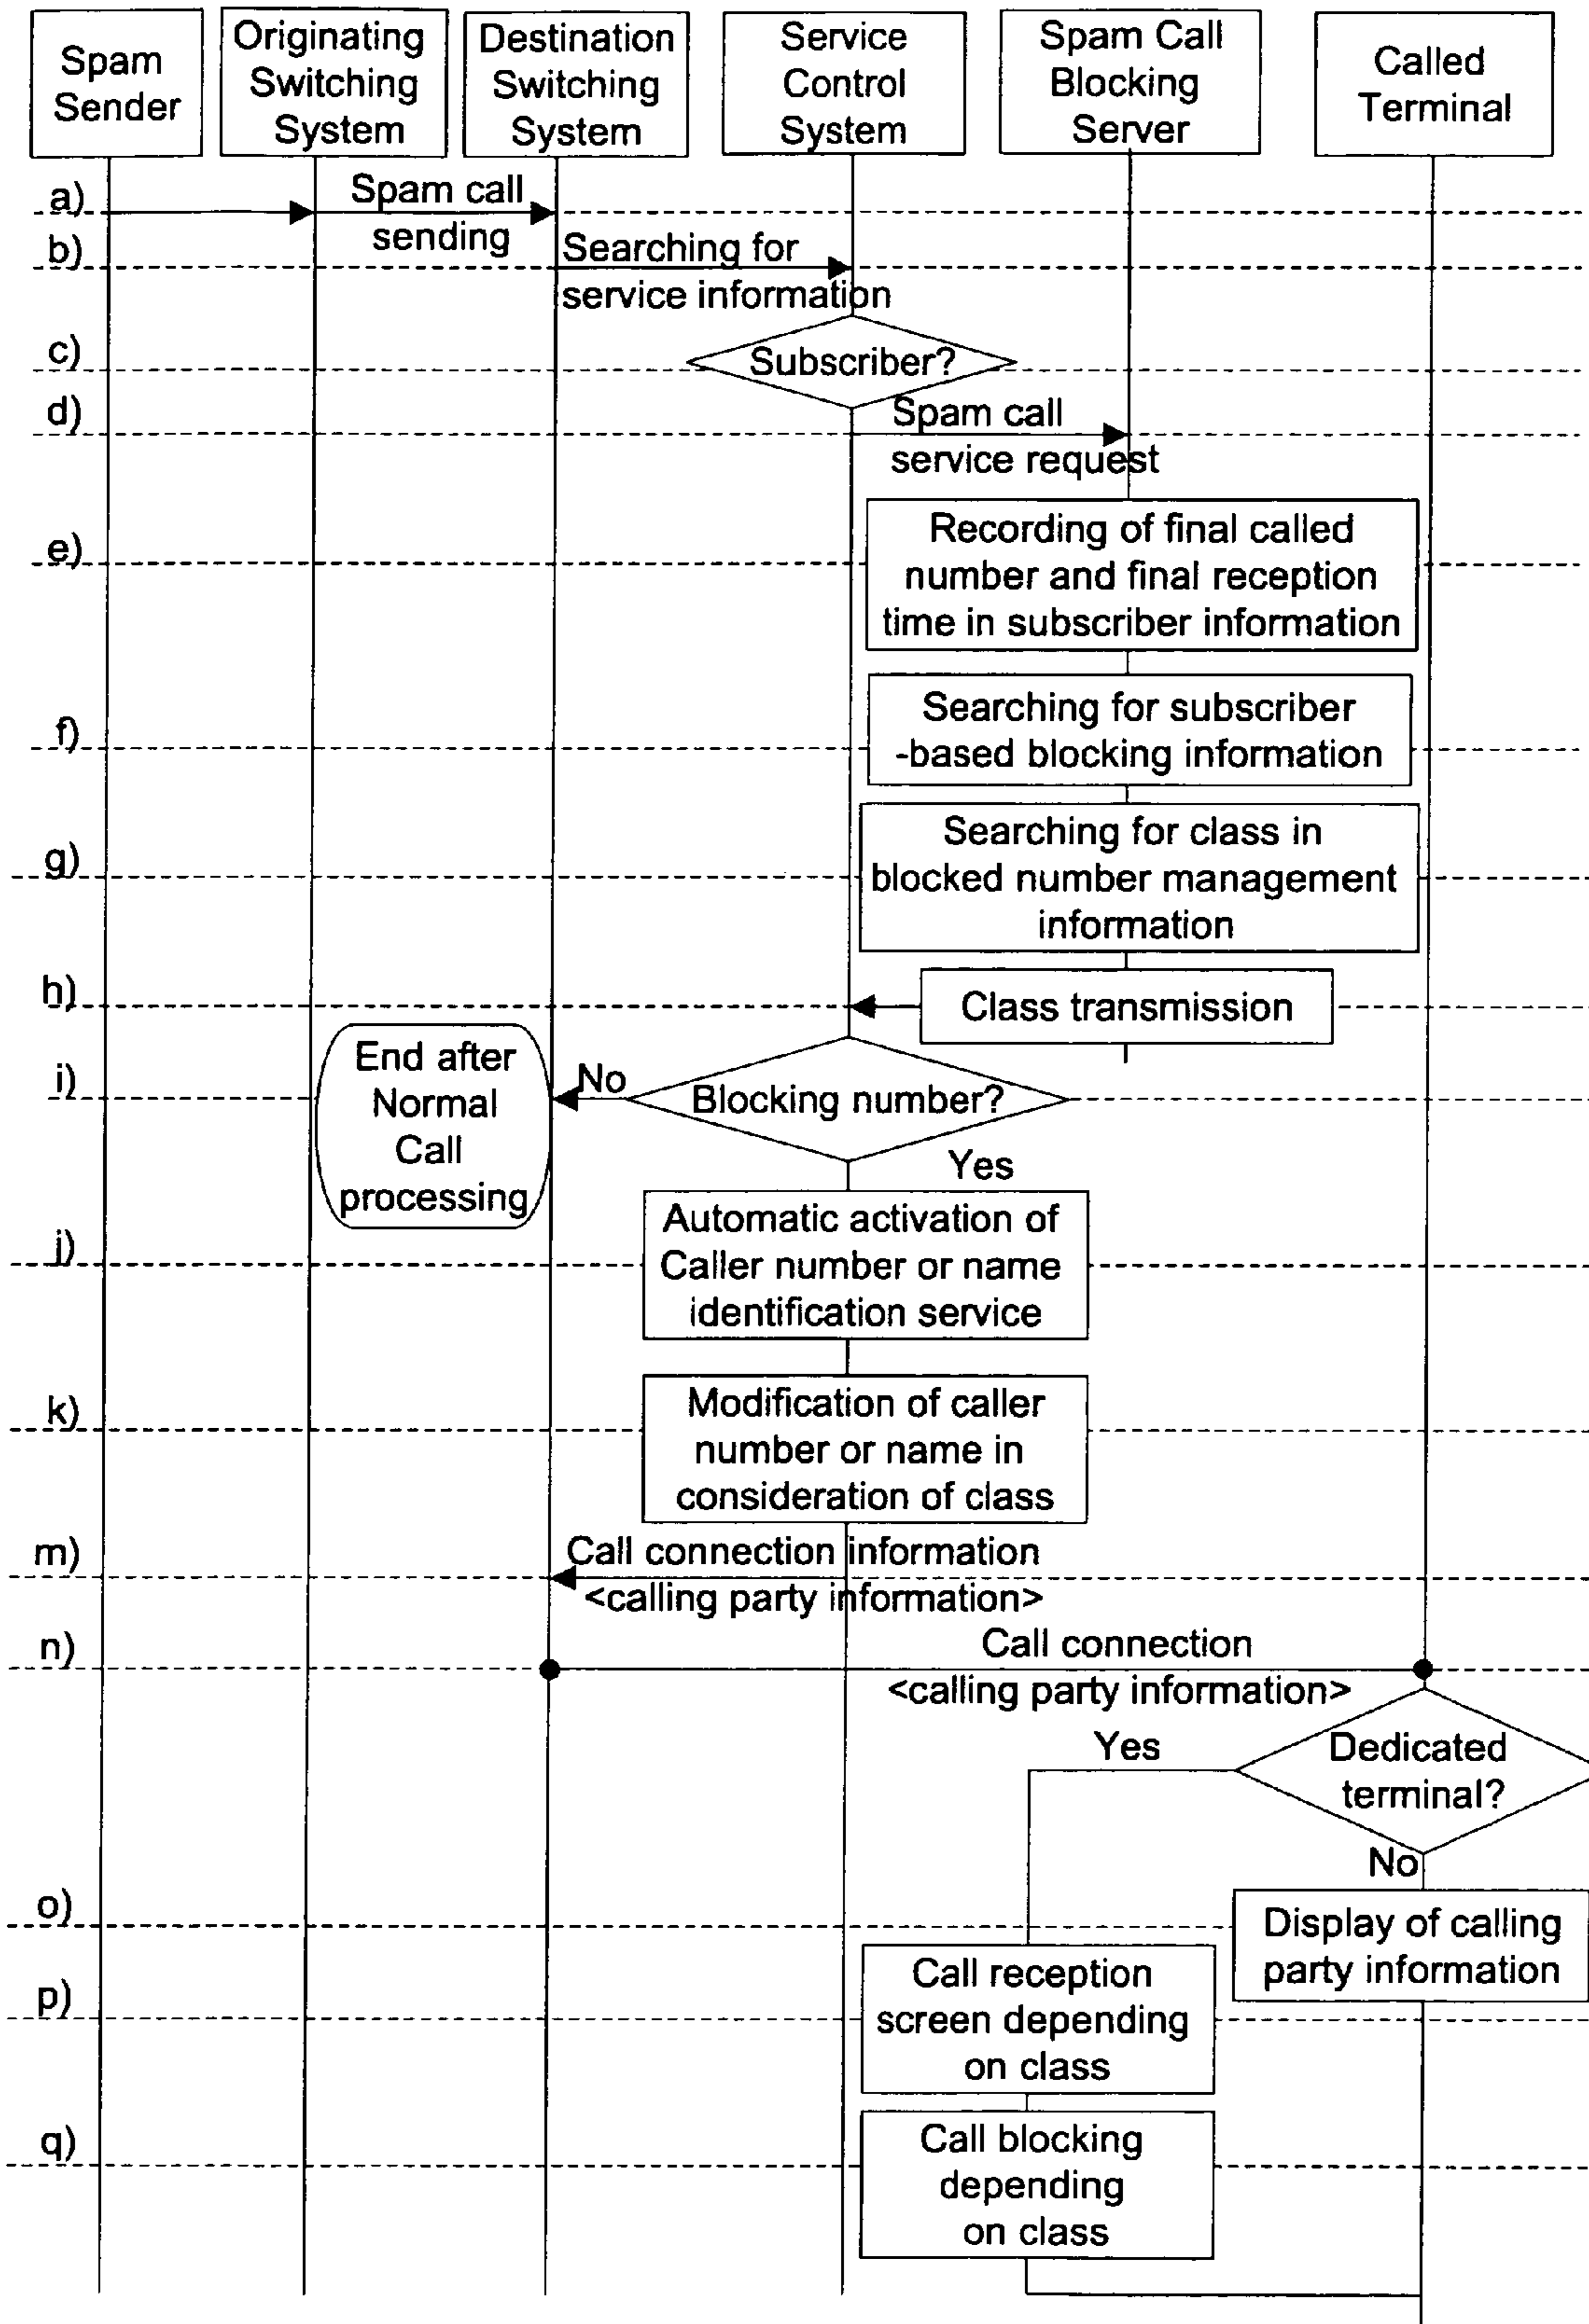 Spam
Sender
Originating
Switching
System
Destination
Switching
System
Service
Control
System
Spam Call
Blocking
Server
Called
Terminal
a)
Spam call
sending
b)
Searching for
service information
c)
Subscriber?
d)
Spam call
service request
e)
Recording of final called
number and final reception
time in subscriber information
f)
Searching for subscriber
-based blocking information
g)
Searching for class in
blocked number management
information
h)
Class transmission
End after
Normal
Call
processing
i)
No
Blocking number?
Yes
j)
Automatic activation of
Caller number or name
identification service
k)
Modification of caller
number or name in
consideration of class
m)
Call connection information
<calling party information>
n)
Call connection
<calling party information>
Yes
Dedicated
terminal?
No
o)
Display of calling
party information
p)
Call reception
screen depending
on class
q)
Call blocking
depending
on class